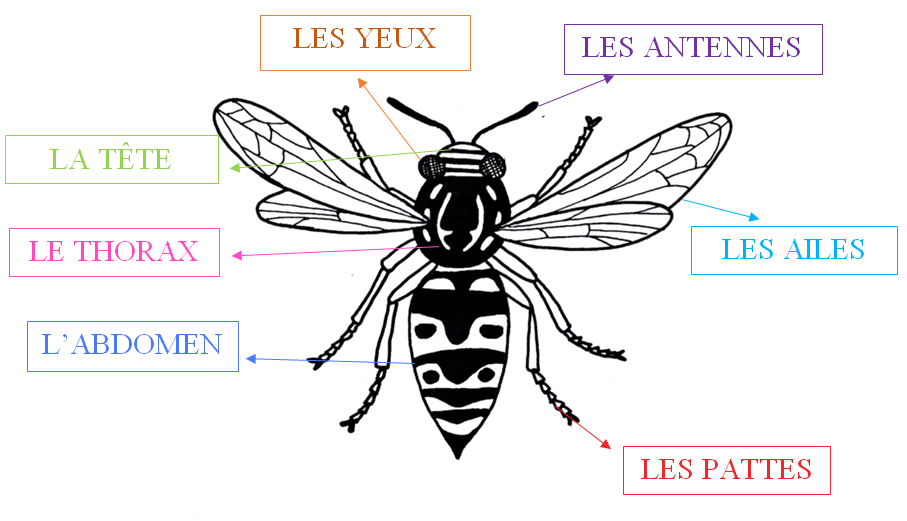 LES YEUX
LES ANTENNES
LA TÊTE
LE THORAX
LES AILES
L’ABDOMEN
LES PATTES